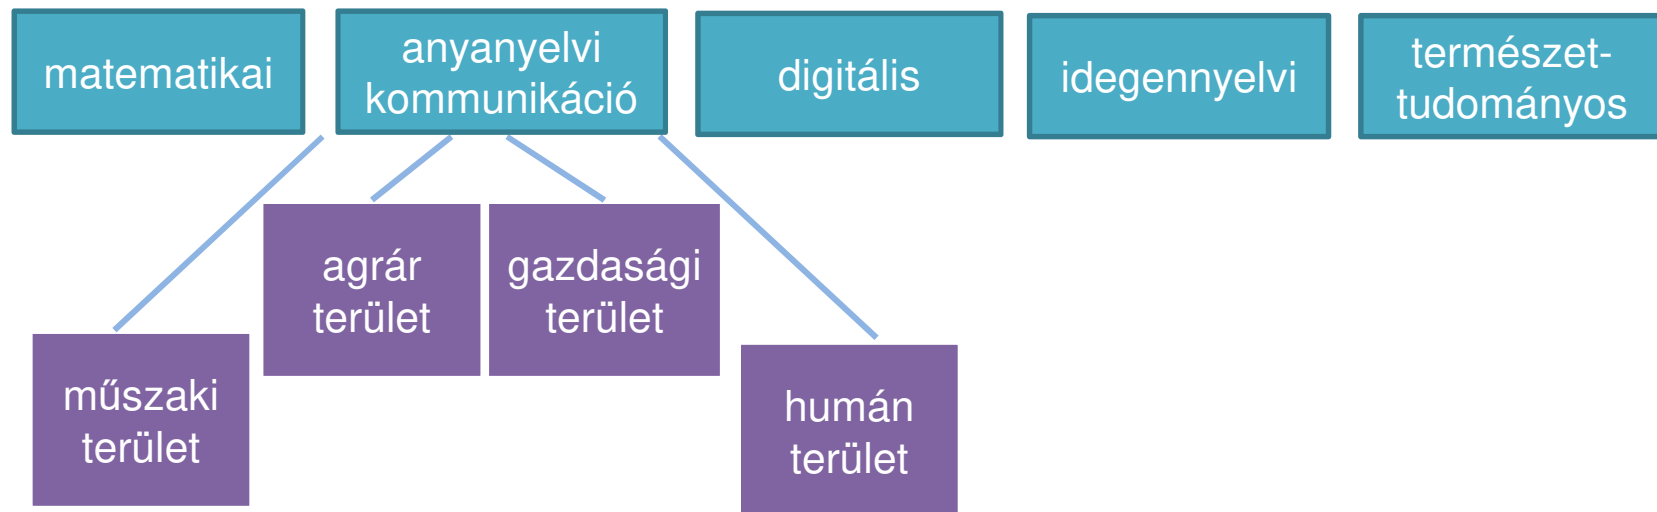 matematikai
anyanyelvi
kommunikáció
digitális
idegennyelvi
természet-
tudományos
agrár
terület
gazdasági
terület
műszaki
terület
humán
terület